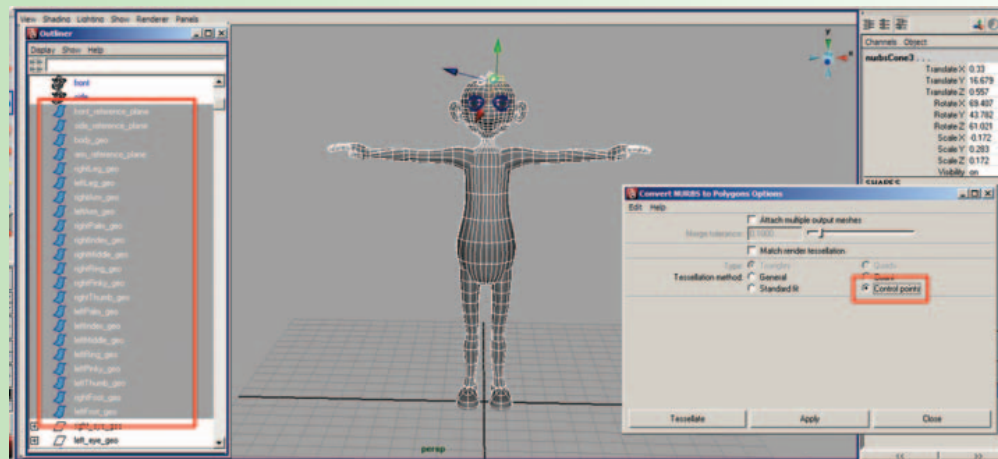 View Shading Lighting Show Renderer Panels
Outliner
Display Show Help
front
side
front_reference_plane
side_reference_plane
body_geo
arm_reference_plane
rightLeg_geo
leftLeg_geo
rightArm_geo
leftArm_geo
rightPalm_geo
rightIndex_geo
rightMiddle_geo
rightRing_geo
rightPinky_geo
rightThumb_geo
leftPalm_geo
leftIndex_geo
leftMiddle_geo
leftRing_geo
leftPinky_geo
leftThumb_geo
rightFoot_geo
leftFoot_geo
right_eye_geo
left_eye_geo
persp
y
x
Channels Object
nurbsCone3 . . .
Translate X 0.33
Translate Y 16.679
Translate Z 0.557
Rotate X 69.407
Rotate Y 43.782
Rotate Z 61.021
Scale X -0.172
Scale Y 0.283
Scale Z 0.172
Visibility on
SHAPES
Convert NURBS to Polygons Options
Edit Help
Attach multiple output meshes
Merge tolerance: 0.1000
Match render tessellation
Type: Triangles Quads
Tessellation method: General Count
Standard fit Control points
Tessellate Apply Close
<< >>